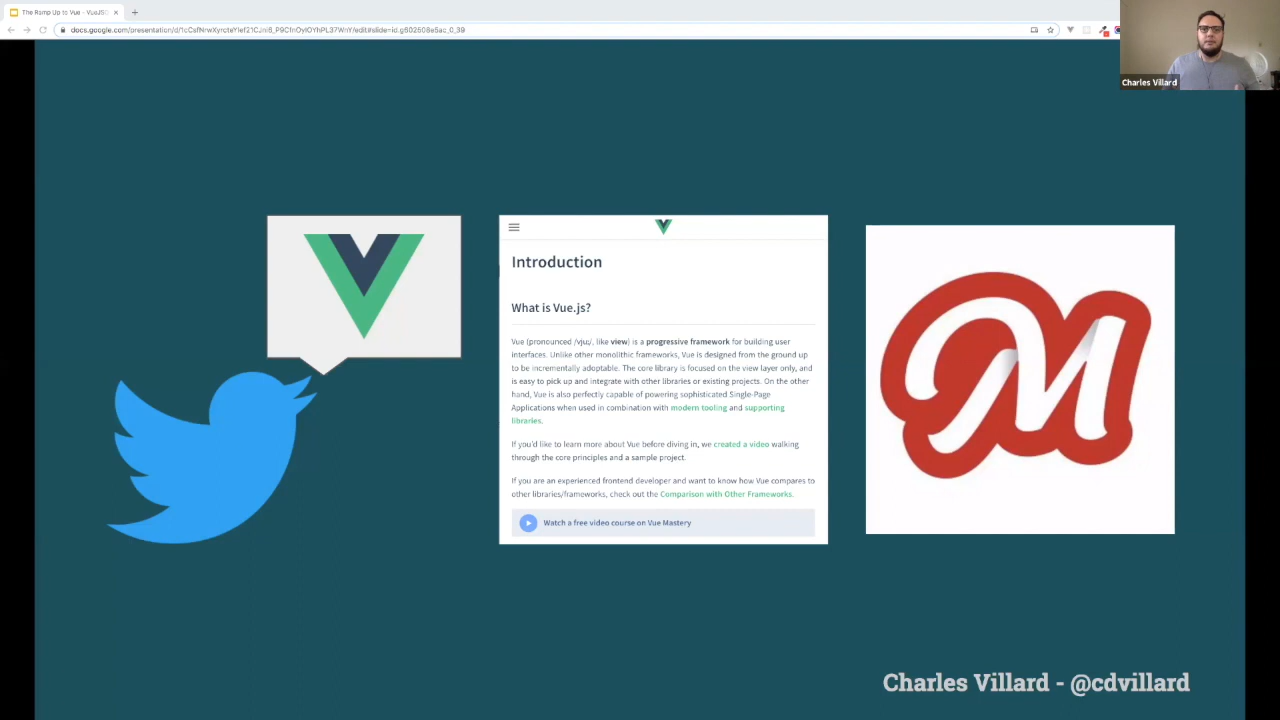 The Ramp Up to Vue - VueJSD
Charles Villard
Introduction
What is Vue.js?
Vue (pronounced /vjuː/, like view) is a progressive framework for building user
interfaces. Unlike other monolithic frameworks, Vue is designed from the ground up
to be incrementally adoptable. The core library is focused on the view layer only, and
is easy to pick up and integrate with other libraries or existing projects. On the other
hand, Vue is also perfectly capable of powering sophisticated Single-Page
Applications when used in combination with modern tooling and supporting
libraries.
If you'd like to learn more about Vue before diving in, we created a video walking
through the core principles and a sample project.
If you are an experienced frontend developer and want to know how Vue compares to
other libraries/frameworks, check out the Comparison with Other Frameworks.
Watch a free video course on Vue Mastery
M
Charles Villard - @cdvillard